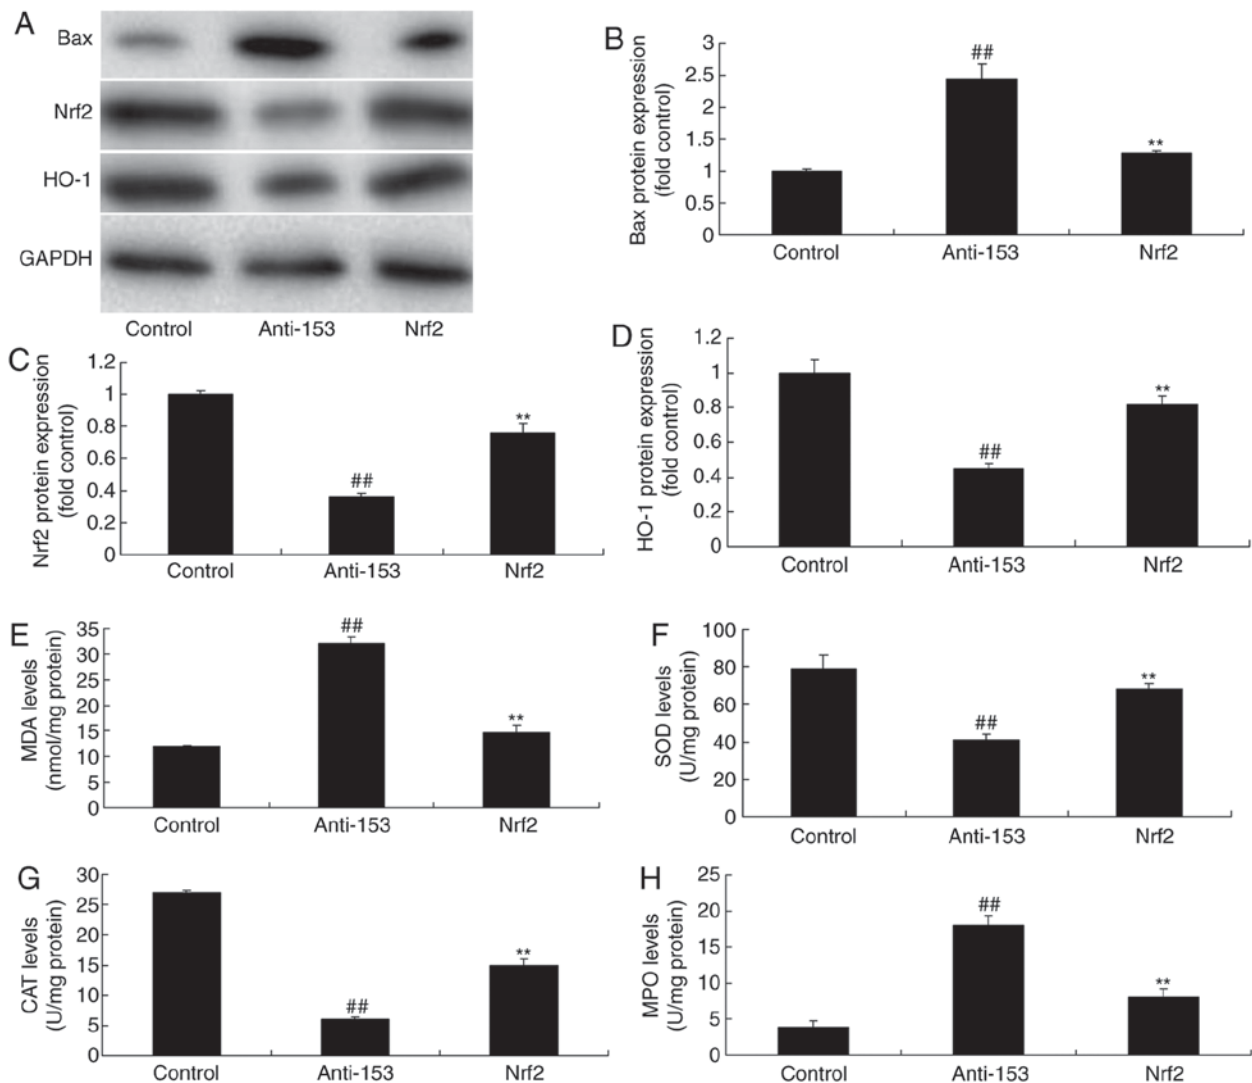 A
Bax
Nrf2
HO-1
GAPDH
Control Anti-153 Nrf2
B
Bax protein expression
(fold control)
3
2.5
2
1.5
1
0.5
0
##
**
Control Anti-153 Nrf2
C
Nrf2 protein expression
(fold control)
1.2
1
0.8
0.6
0.4
0.2
0
##
**
Control Anti-153 Nrf2
D
HO-1 protein expression
(fold control)
1.2
1
0.8
0.6
0.4
0.2
0
##
**
Control Anti-153 Nrf2
E
MDA levels
(nmol/mg protein)
35
30
25
20
15
10
5
0
##
**
Control Anti-153 Nrf2
F
SOD levels
(U/mg protein)
100
80
60
40
20
0
##
**
Control Anti-153 Nrf2
G
CAT levels
(U/mg protein)
30
25
20
15
10
5
0
##
**
Control Anti-153 Nrf2
H
MPO levels
(U/mg protein)
25
20
15
10
5
0
##
**
Control Anti-153 Nrf2